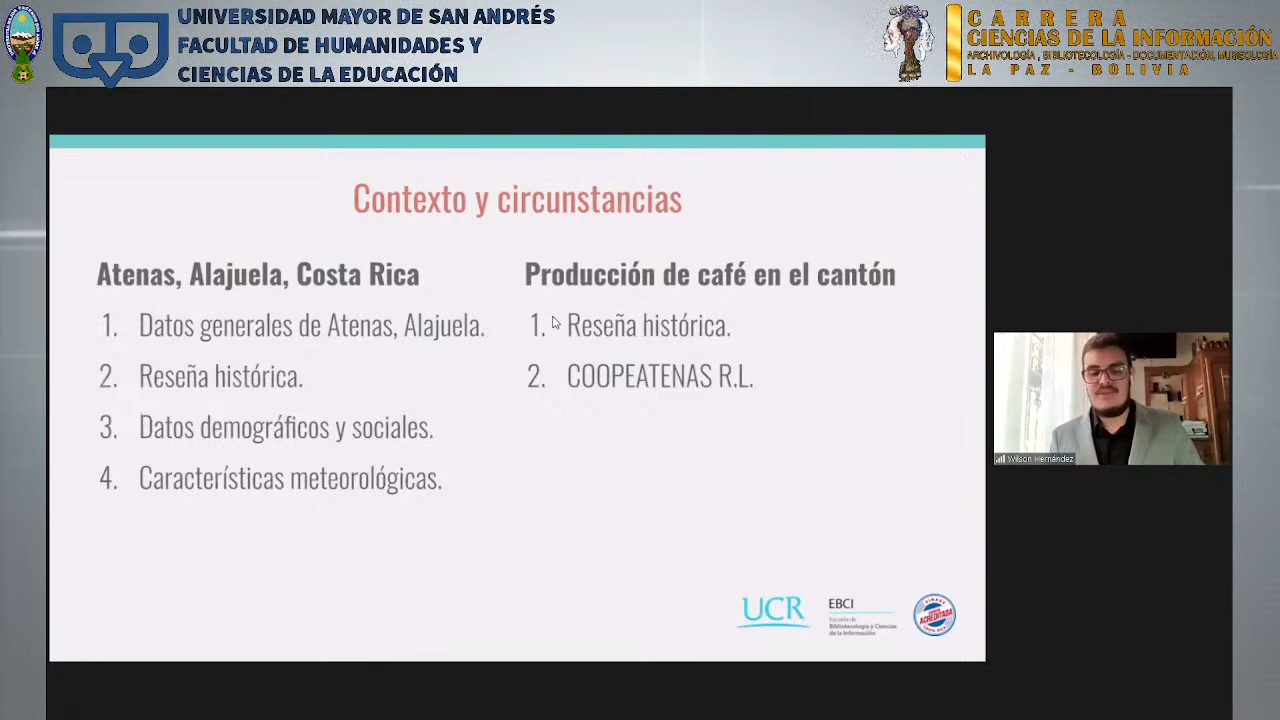 UNIVERSIDAD MAYOR DE SAN ANDRÉS
FACULTAD DE HUMANIDADES Y
CIENCIAS DE LA EDUCACIÓN
CARRERA
CIENCIAS DE LA INFORMACIÓN
ARCHIVOLOGÍA, BIBLIOTECOLOGÍA - DOCUMENTACIÓN, MUSEOLOGÍA
LA PAZ - BOLIVIA
Contexto y circunstancias
Atenas, Alajuela, Costa Rica
1. Datos generales de Atenas, Alajuela.
2. Reseña histórica.
3. Datos demográficos y sociales.
4. Características meteorológicas.
Producción de café en el cantón
1. Reseña histórica.
2. COOPEATENAS R.L.
Wilson Hernández
UCR
EBCI
Escuela de
Bibliotecología y Ciencias
de la Información
ACREDITADA